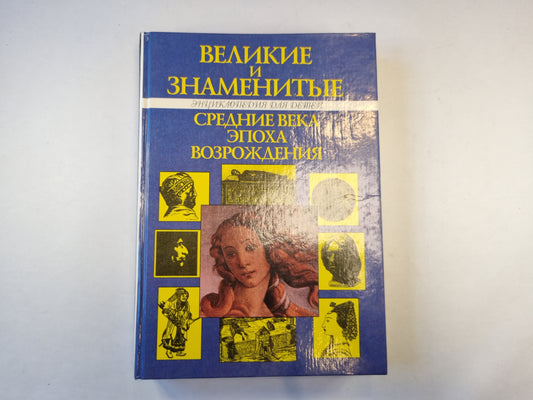 ВЕЛИКИЕ
И
ЗНАМЕНИТЫЕ
ЭНЦИКЛОПЕДИЯ ДЛЯ ДЕТЕЙ
СРЕДНИЕ ВЕКА
ЭПОХА
ВОЗРОЖДЕНИЯ